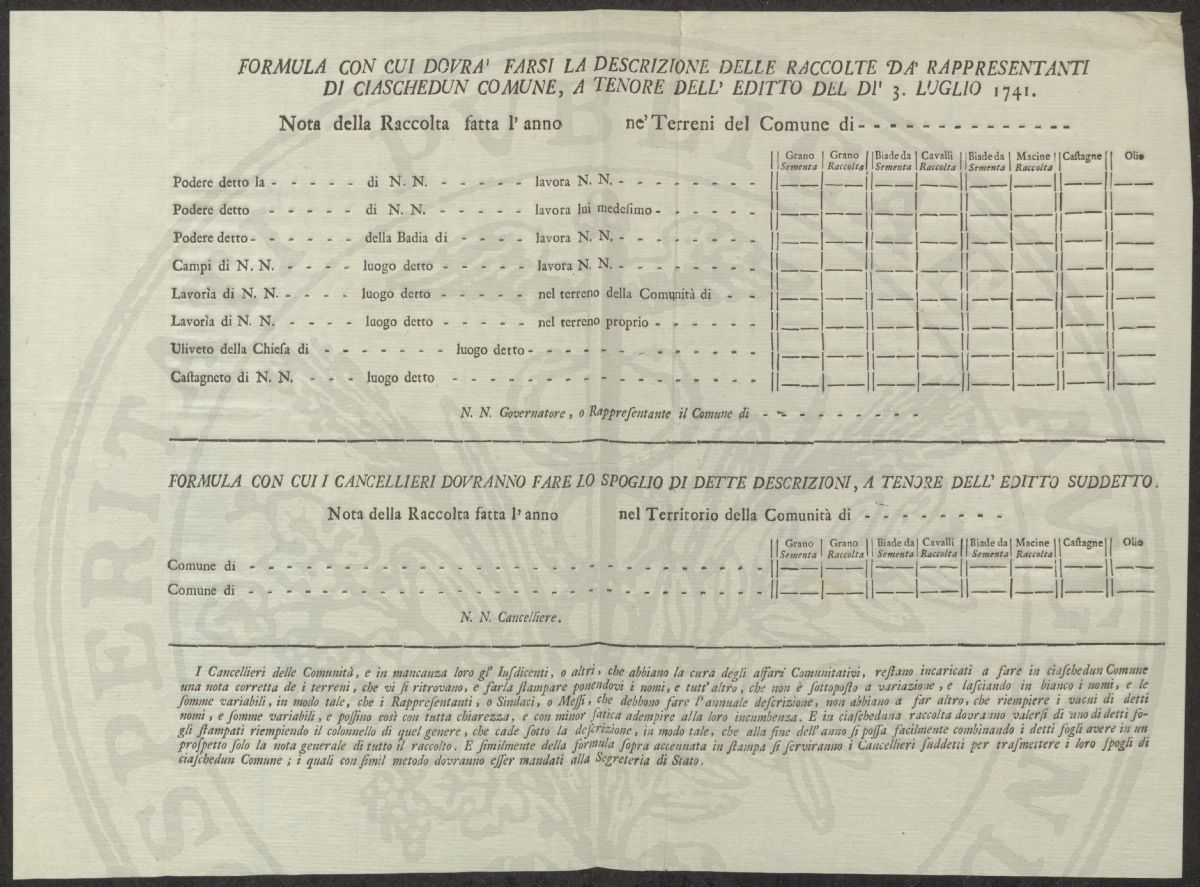 FORMULA CON CUI DOVRA' FARSI LA DESCRIZIONE DELLE RACCOLTE DA' RAPPRESENTANTI
DI CIASCHEDUN COMUNE, A TENORE DELL' EDITTO DEL DI' 3. LUGLIO 1741.
Nota della Raccolta fatta l' anno ne' Terreni del Comune di - - - - - - - - - - - - - -
Grano Grano Biade da Cavalli Biade da Macine Caſtagne Olio
Sementa Raccolta Sementa Raccolta Sementa Raccolta
Podere detto la - - - - - di N. N. - - - - - - lavora N. N. - - - - - - - -
Podere detto - - - - - di N. N. - - - - - - lavora lui medeſimo - - - - - -
Podere detto - - - - - - della Badia di - - - - lavora N. N. - - - - - - - -
Campi di N. N. - - - - luogo detto - - - - - lavora N. N. - - - - - - - -
Lavorìa di N. N. - - - - luogo detto - - - - - nel terreno della Comunità di - -
Lavorìa di N. N. - - - - luogo detto - - - - - nel terreno proprio - - - - - -
Uliveto della Chieſa di - - - - - - luogo detto - - - - - - - - - - - -
Caſtagneto di N. N. - - - luogo detto - - - - - - - - - - - - - - -
N. N. Governatore, o Rappreſentante il Comune di - - - - - - - - -
FORMULA CON CUI I CANCELLIERI DOVRANNO FARE LO SPOGLIO DI DETTE DESCRIZIONI, A TENORE DELL' EDITTO SUDDETTO.
Nota della Raccolta fatta l' anno nel Territorio della Comunità di - - - - - - - - -
Grano Grano Biade da Cavalli Biade da Macine Caſtagne Olio
Sementa Raccolta Sementa Raccolta Sementa Raccolta
Comune di - - - - - - - - - - - - - - - - - - - - - - - - -
Comune di - - - - - - - - - - - - - - - - - - - - - - - - -
N. N. Cancelliere.
I Cancellieri delle Comunità, e in mancanza loro gl' Iuſdicenti, o altri, che abbiano la cura degli affari Comunitativi, reſtano incaricati a fare in ciaſchedun Comune
una nota corretta de i terreni, che vi ſi ritrovano, e farla ſtampare ponendovi i nomi, e tutt' altro, che non è ſottopoſto a variazione, e laſciando in bianco i nomi, e le
ſomme variabili, in modo tale, che i Rappreſentanti, o Sindaci, o Meſſi, che debbono fare l' annuale deſcrizione, non abbiano a far altro, che riempiere i vacui di detti
nomi, e ſomme variabili, e poſſino così con tutta chiarezza, e con minor fatica adempire alla loro incumbenza. E in ciaſcheduna raccolta dovranno valerſi di uno di detti fo-
gli ſtampati riempiendo il colonnello di quel genere, che cade ſotto la deſcrizione, in modo tale, che alla fine dell' anno ſi poſſa facilmente combinando i detti fogli avere in un
proſpetto ſolo la nota generale di tutto il raccolto. E ſimilmente della formula ſopra accennata in ſtampa ſi ſerviranno i Cancellieri ſuddetti per traſmettere i loro ſpogli di
ciaſchedun Comune; i quali con ſimil metodo dovranno eſſer mandati alla Segreteria di Stato.